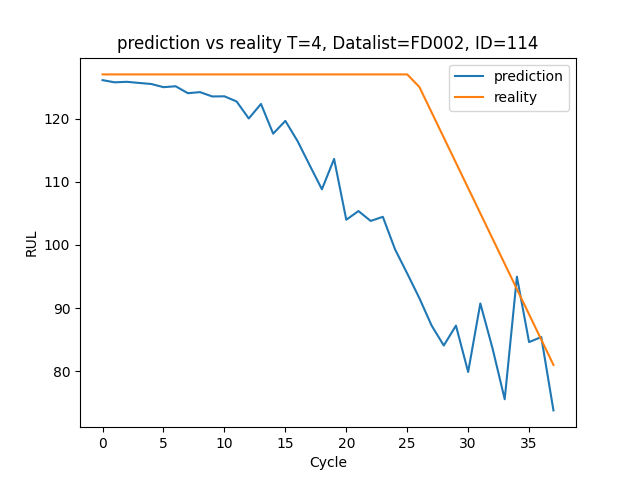 prediction vs reality T=4, Datalist=FD002, ID=114
prediction
reality
120
110
100
90
80
RUL
0 5 10 15 20 25 30 35
Cycle